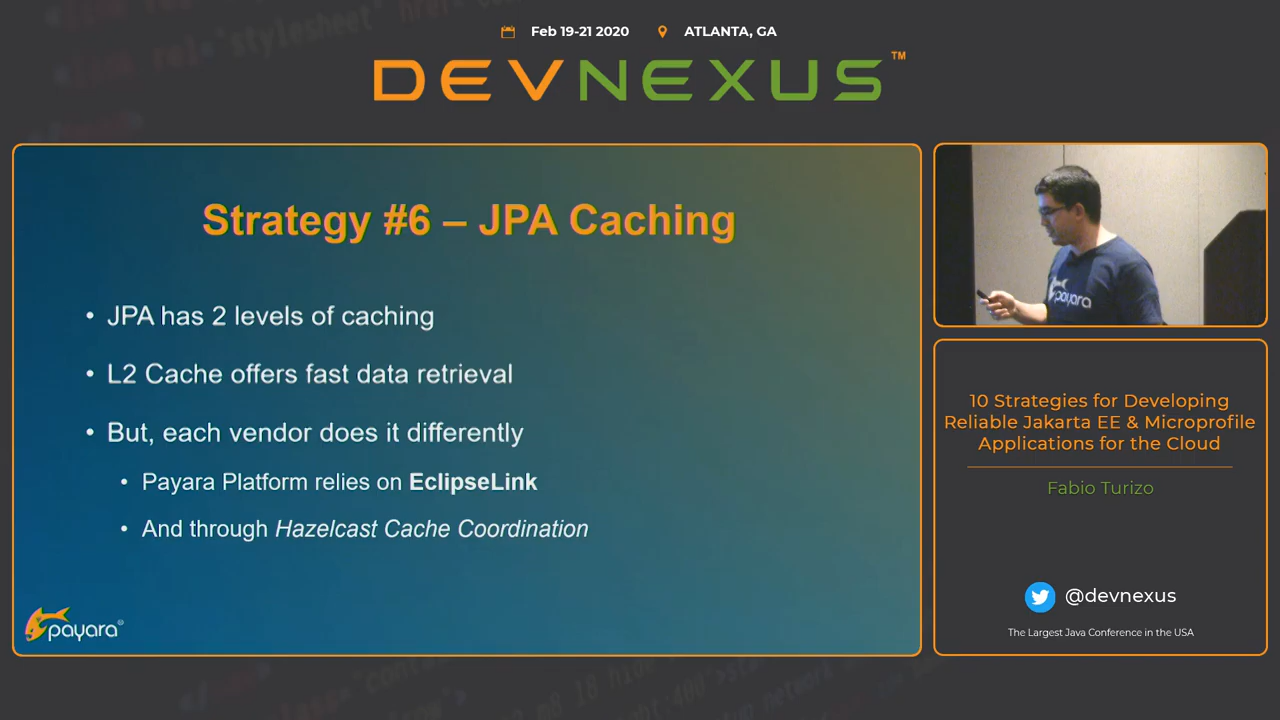 Feb 19-21 2020
ATLANTA, GA
DEVNEXUS™
Strategy #6 – JPA Caching
• JPA has 2 levels of caching
• L2 Cache offers fast data retrieval
• But, each vendor does it differently
• Payara Platform relies on EclipseLink
• And through Hazelcast Cache Coordination
payara®
payara
10 Strategies for Developing
Reliable Jakarta EE & Microprofile
Applications for the Cloud
Fabio Turizo
@devnexus
The Largest Java Conference in the USA